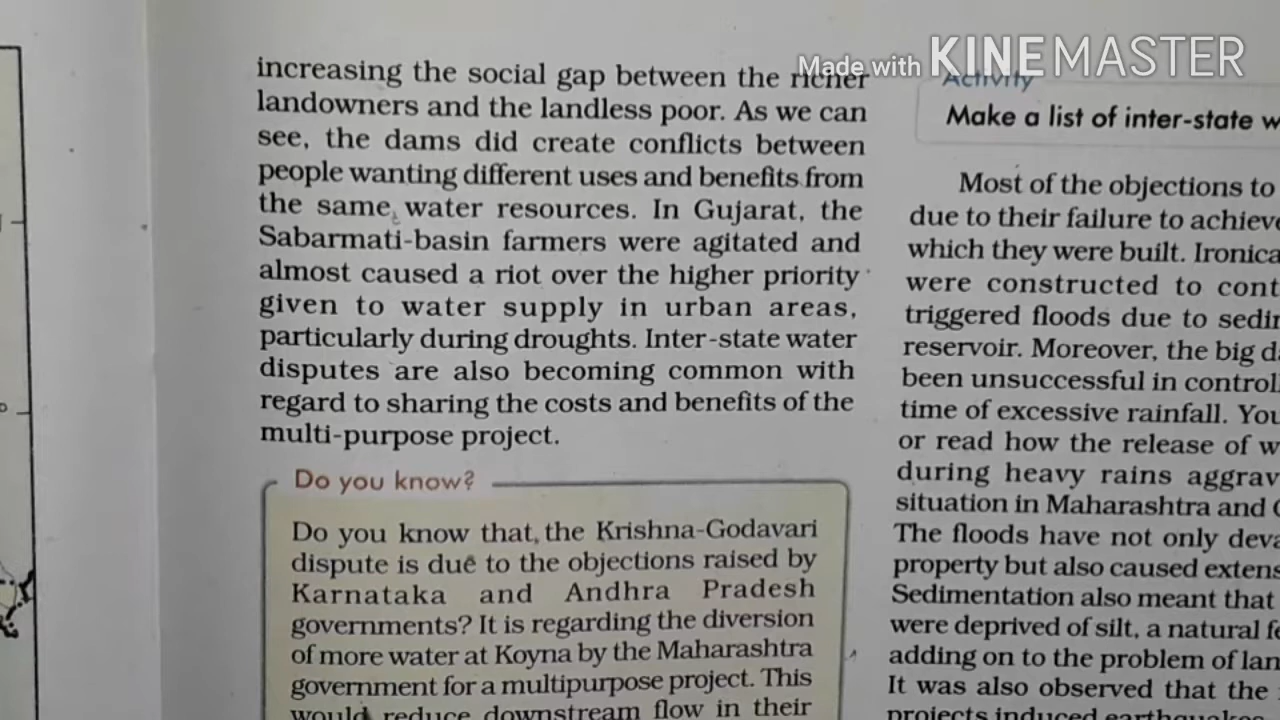 Made with KINEMASTER
increasing the social gap between the richer
landowners and the landless poor. As we can
see, the dams did create conflicts between
people wanting different uses and benefits from
the same water resources. In Gujarat, the
Sabarmati-basin farmers were agitated and
almost caused a riot over the higher priority
given to water supply in urban areas,
particularly during droughts. Inter-state water
disputes are also becoming common with
regard to sharing the costs and benefits of the
multi-purpose project.
Do you know?
Do you know that, the Krishna-Godavari
dispute is due to the objections raised by
Karnataka and Andhra Pradesh
governments? It is regarding the diversion
of more water at Koyna by the Maharashtra
government for a multipurpose project. This
would reduce downstream flow in their
Activity
Make a list of inter-state
Most of the objections to
due to their failure to
which they were built.
were constructed to
triggered floods due to
reservoir. Moreover, the big
been unsuccessful in
time of excessive rainfall.
or read how the release of
during heavy rains
situation in Maharashtra and
The floods have not only
property but also caused
Sedimentation also meant that
were deprived of silt, a natural
adding on to the problem of
It was also observed that the
projects induced earthquakes